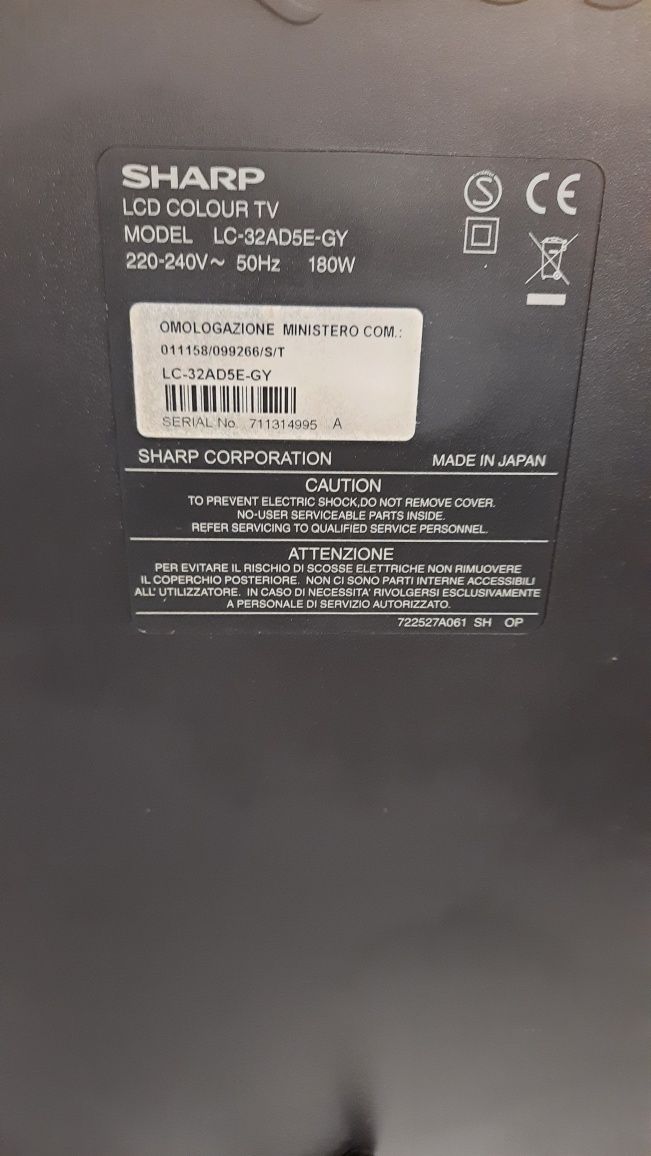 SHARP
LCD COLOUR TV
MODEL LC-32AD5E-GY
220-240V~ 50Hz 180W
S
CE
OMOLOGAZIONE MINISTERO COM.:
011158/099266/S/T
LC-32AD5E-GY
SERIAL No. 711314995 A
SHARP CORPORATION MADE IN JAPAN
CAUTION
TO PREVENT ELECTRIC SHOCK,DO NOT REMOVE COVER.
NO-USER SERVICEABLE PARTS INSIDE.
REFER SERVICING TO QUALIFIED SERVICE PERSONNEL.
ATTENZIONE
PER EVITARE IL RISCHIO DI SCOSSE ELETTRICHE NON RIMUOVERE
IL COPERCHIO POSTERIORE. NON CI SONO PARTI INTERNE ACCESSIBILI
ALL' UTILIZZATORE. IN CASO DI NECESSITA' RIVOLGERSI ESCLUSIVAMENTE
A PERSONALE DI SERVIZIO AUTORIZZATO.
722527A061 SH OP